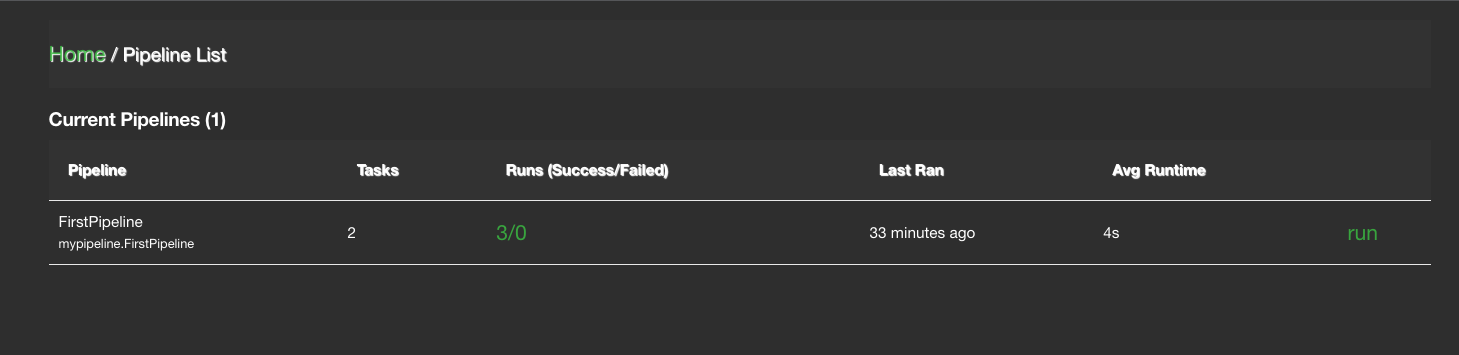 Home / Pipeline List
Current Pipelines (1)
Pipeline Tasks Runs (Success/Failed) Last Ran Avg Runtime
FirstPipeline
mypipeline.FirstPipeline
2 3/0 33 minutes ago 4s run